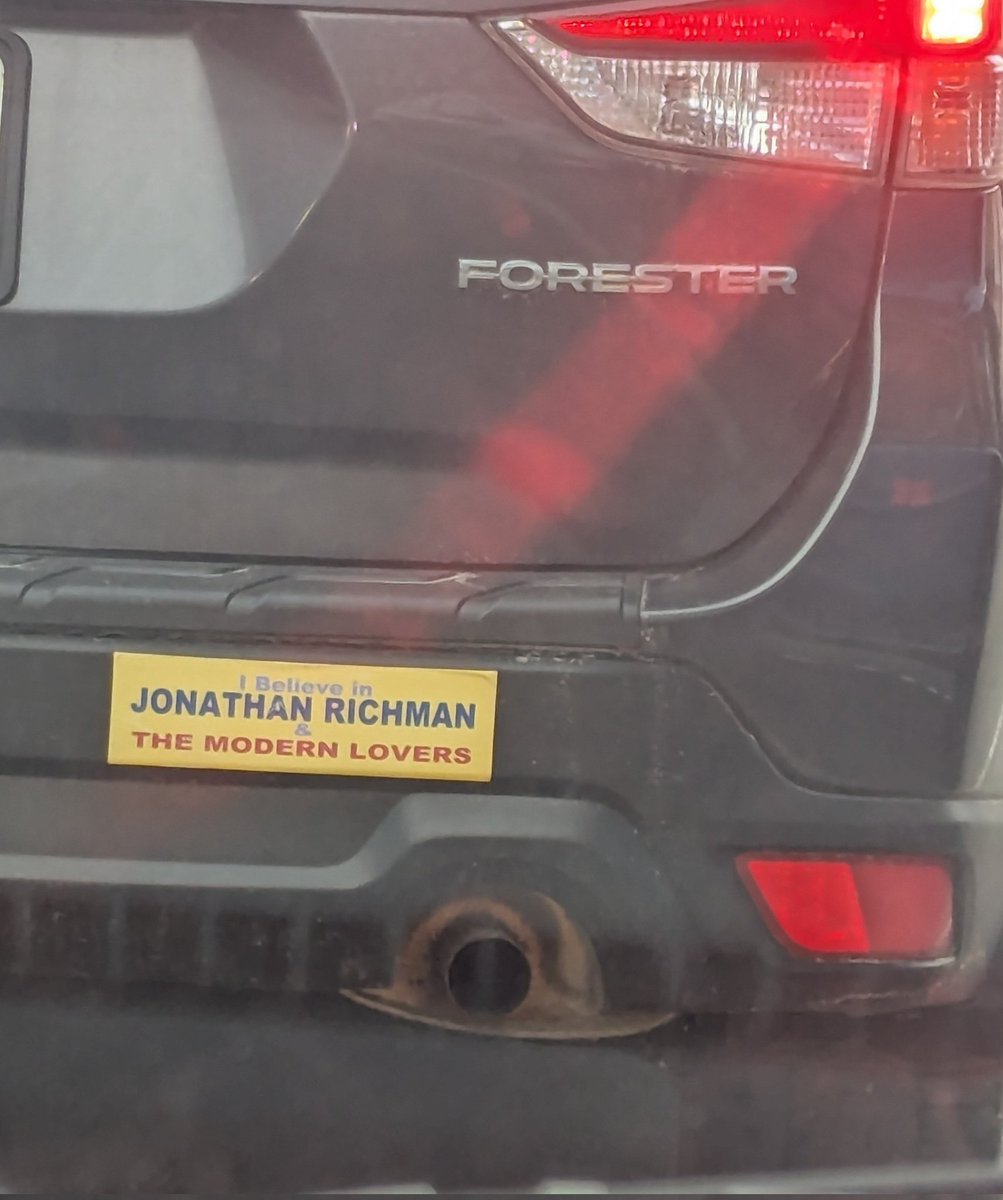 FORESTER
I Believe in
JONATHAN RICHMAN
&
THE MODERN LOVERS